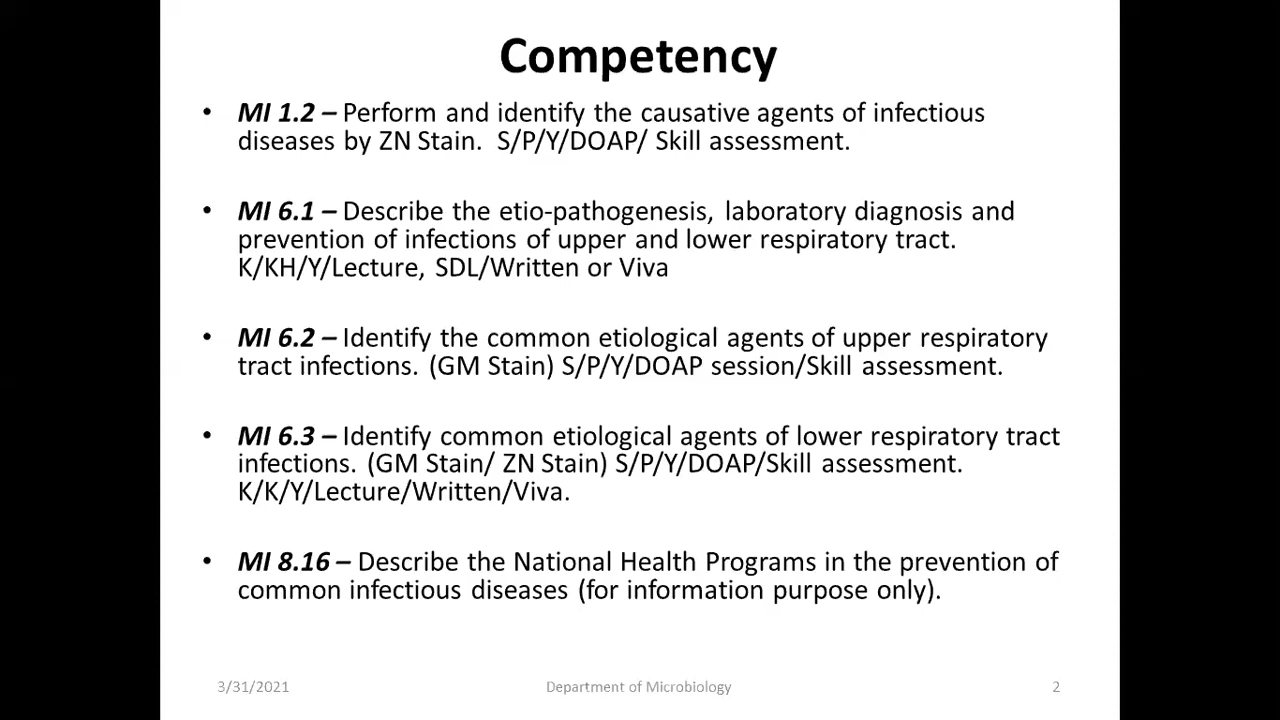 Competency
• MI 1.2 – Perform and identify the causative agents of infectious
diseases by ZN Stain. S/P/Y/DOAP/ Skill assessment.
• MI 6.1 – Describe the etio-pathogenesis, laboratory diagnosis and
prevention of infections of upper and lower respiratory tract.
K/KH/Y/Lecture, SDL/Written or Viva
• MI 6.2 – Identify the common etiological agents of upper respiratory
tract infections. (GM Stain) S/P/Y/DOAP session/Skill assessment.
• MI 6.3 – Identify common etiological agents of lower respiratory tract
infections. (GM Stain/ ZN Stain) S/P/Y/DOAP/Skill assessment.
K/K/Y/Lecture/Written/Viva.
• MI 8.16 – Describe the National Health Programs in the prevention of
common infectious diseases (for information purpose only).
3/31/2021 Department of Microbiology 2